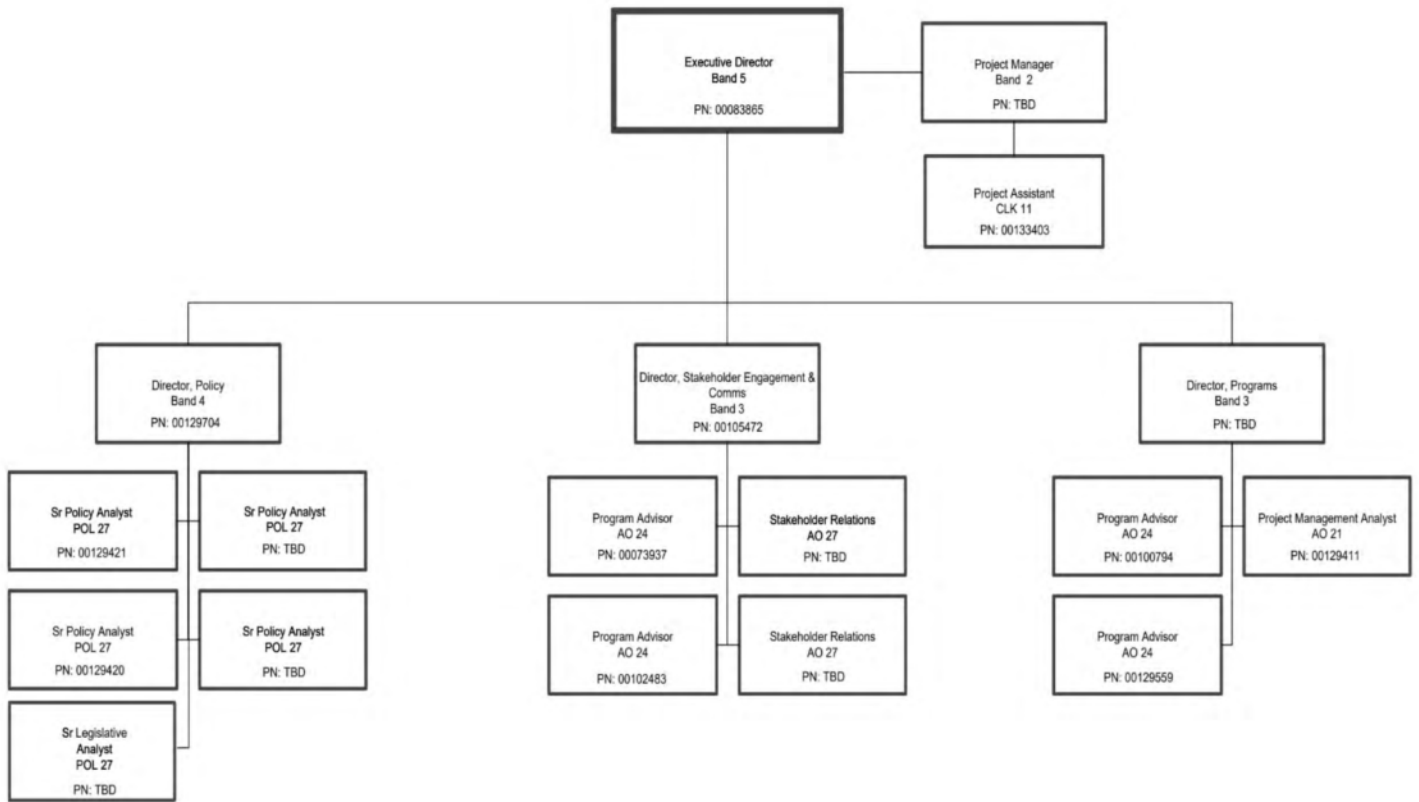 Executive Director
Band 5
PN: 00083865
Project Manager
Band 2
PN: TBD
Project Assistant
CLK 11
PN: 00133403
Director, Policy
Band 4
PN: 00129704
Director, Stakeholder Engagement &
Comms
Band 3
PN: 00105472
Director, Programs
Band 3
PN: TBD
Sr Policy Analyst
POL 27
PN: 00129421
Sr Policy Analyst
POL 27
PN: TBD
Sr Policy Analyst
POL 27
PN: 00129420
Sr Policy Analyst
POL 27
PN: TBD
Sr Legislative
Analyst
POL 27
PN: TBD
Program Advisor
AO 24
PN: 00073937
Stakeholder Relations
AO 27
PN: TBD
Program Advisor
AO 24
PN: 00102483
Stakeholder Relations
AO 27
PN: TBD
Program Advisor
AO 24
PN: 00100794
Project Management Analyst
AO 21
PN: 00129411
Program Advisor
AO 24
PN: 00129559